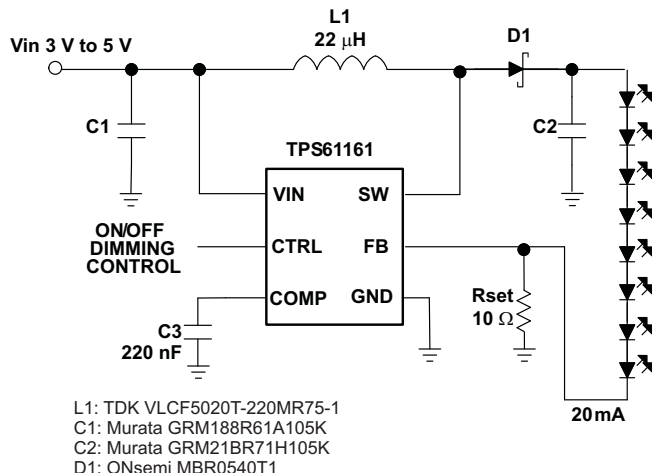 L1
22 μH
D1
Vin 3 V to 5 V
C1
C2
TPS61161
VIN
SW
ON/OFF
DIMMING
CONTROL
CTRL
FB
COMP
GND
Rset
10 Ω
C3
220 nF
20mA
L1: TDK VLCF5020T-220MR75-1
C1: Murata GRM188R61A105K
C2: Murata GRM21BR71H105K
D1: ONsemi MBR0540T1